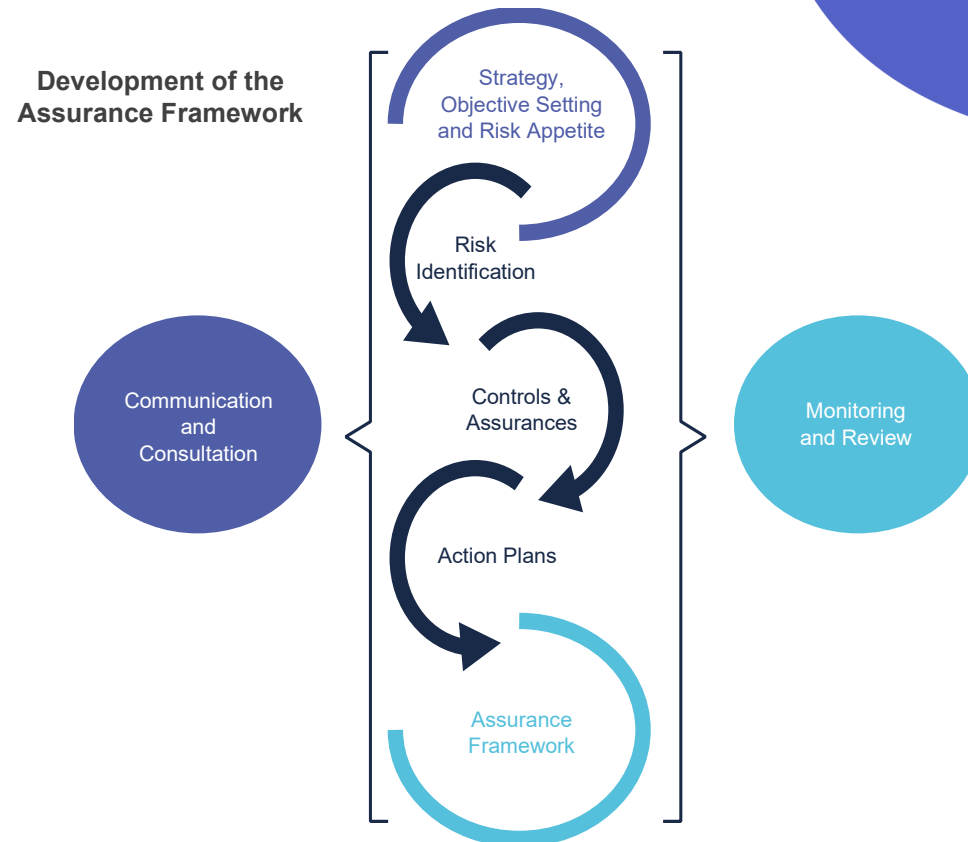 Development of the
Assurance Framework
Strategy,
Objective Setting
and Risk Appetite
Risk
Identification
Controls &
Assurances
Communication
and
Consultation
Monitoring
and Review
Action Plans
Assurance
Framework